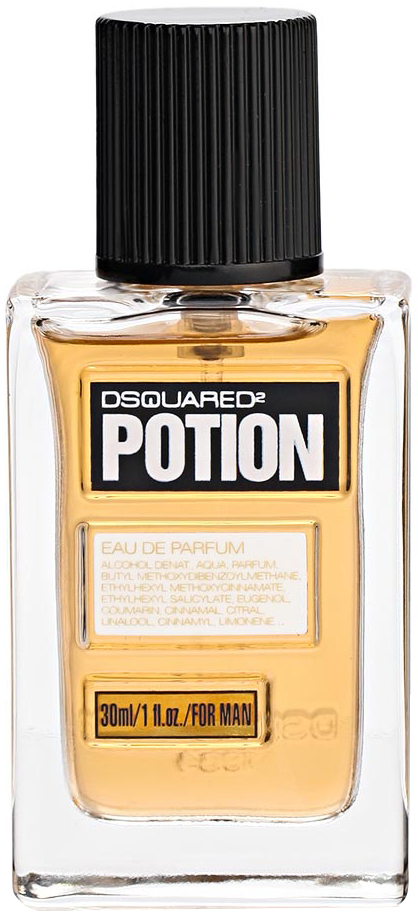 DSQUARED²
POTION
EAU DE PARFUM
ALCOHOL DENAT., AQUA, PARFUM,
BUTYL METHOXYDIBENZOYLMETHANE,
ETHYLHEXYL METHOXYCINNAMATE,
ETHYLHEXYL SALICYLATE, EUGENOL,
COUMARIN, CINNAMAL, CITRAL,
LINALOOL, CINNAMYL, LIMONENE...
30ml/1 fl.oz./FOR MAN